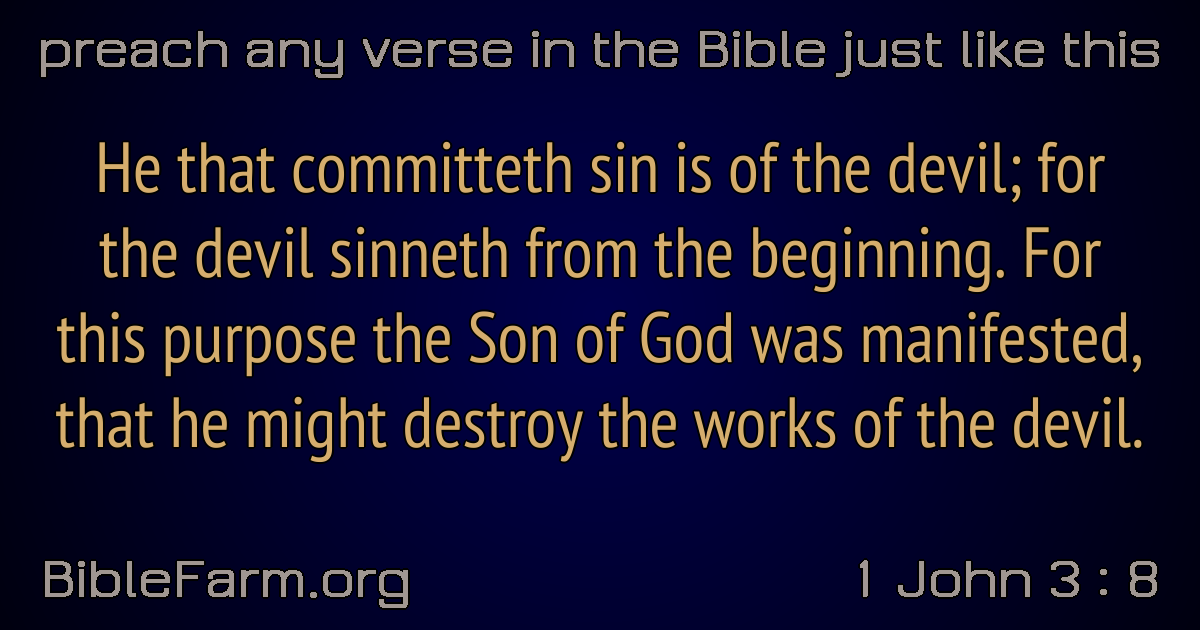 preach any verse in the Bible just like this
He that committeth sin is of the devil; for
the devil sinneth from the beginning. For
this purpose the Son of God was manifested,
that he might destroy the works of the devil.
BibleFarm.org
1 John 3 : 8